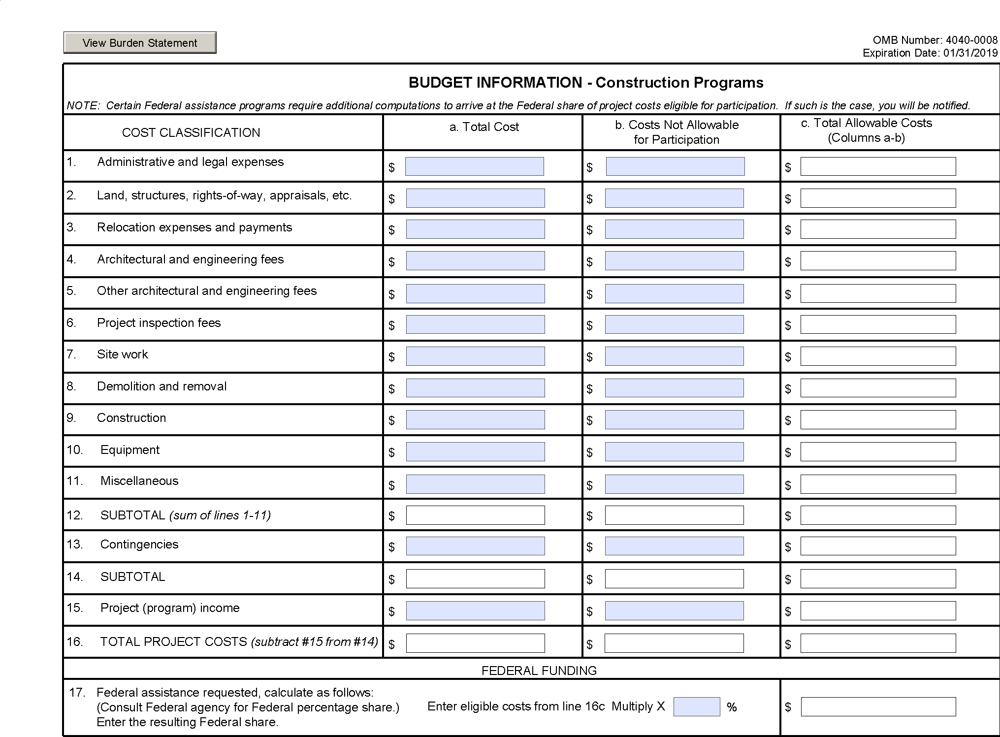 View Burden Statement
OMB Number: 4040-0008
Expiration Date: 01/31/2019
BUDGET INFORMATION - Construction Programs
NOTE: Certain Federal assistance programs require additional computations to arrive at the Federal share of project costs eligible for participation. If such is the case, you will be notified.
COST CLASSIFICATION
a. Total Cost
b. Costs Not Allowable
for Participation
c. Total Allowable Costs
(Columns a-b)
1. Administrative and legal expenses $ $ $
2. Land, structures, rights-of-way, appraisals, etc. $ $ $
3. Relocation expenses and payments $ $ $
4. Architectural and engineering fees $ $ $
5. Other architectural and engineering fees $ $ $
6. Project inspection fees $ $ $
7. Site work $ $ $
8. Demolition and removal $ $ $
9. Construction $ $ $
10. Equipment $ $ $
11. Miscellaneous $ $ $
12. SUBTOTAL (sum of lines 1-11) $ $ $
13. Contingencies $ $ $
14. SUBTOTAL $ $ $
15. Project (program) income $ $ $
16. TOTAL PROJECT COSTS (subtract #15 from #14) $ $ $
FEDERAL FUNDING
17. Federal assistance requested, calculate as follows:
(Consult Federal agency for Federal percentage share.)
Enter the resulting Federal share.
Enter eligible costs from line 16c Multiply X % $